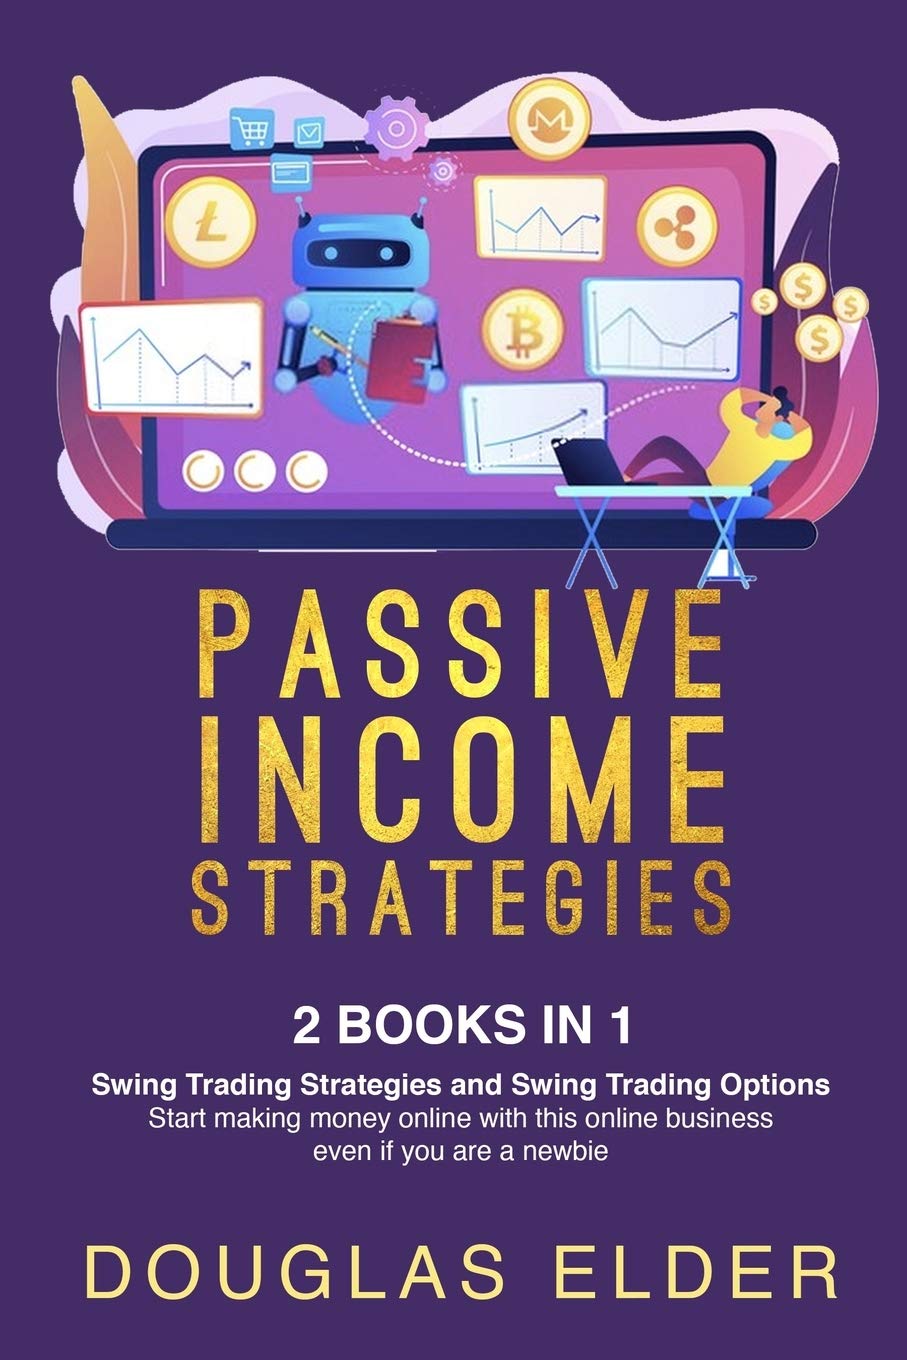 PASSIVE
INCOME
STRATEGIES
2 BOOKS IN 1
Swing Trading Strategies and Swing Trading Options
Start making money online with this online business
even if you are a newbie
DOUGLAS ELDER